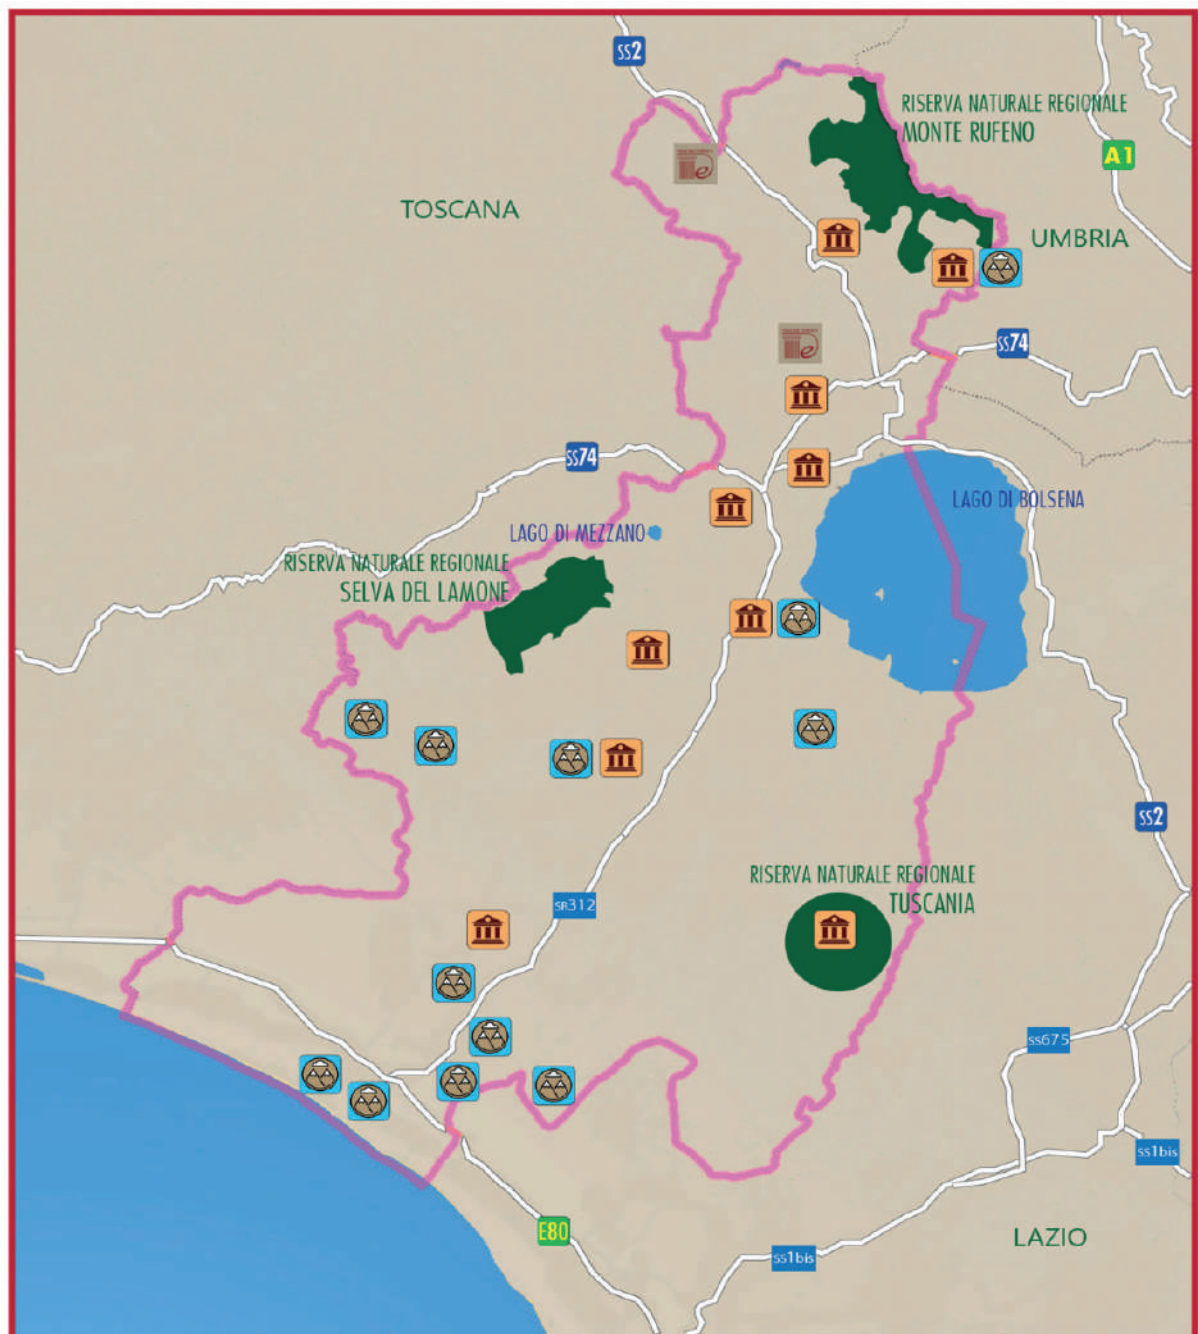 SS2
RISERVA NATURALE REGIONALE
MONTE RUFENO
A1
e
TOSCANA
UMBRIA
e
SS74
SS74
LAGO DI BOLSENA
LAGO DI MEZZANO
RISERVA NATURALE REGIONALE
SELVA DEL LAMONE
SS2
RISERVA NATURALE REGIONALE
TUSCANIA
SR312
SS675
SS1bis
E80
LAZIO
SS1bis